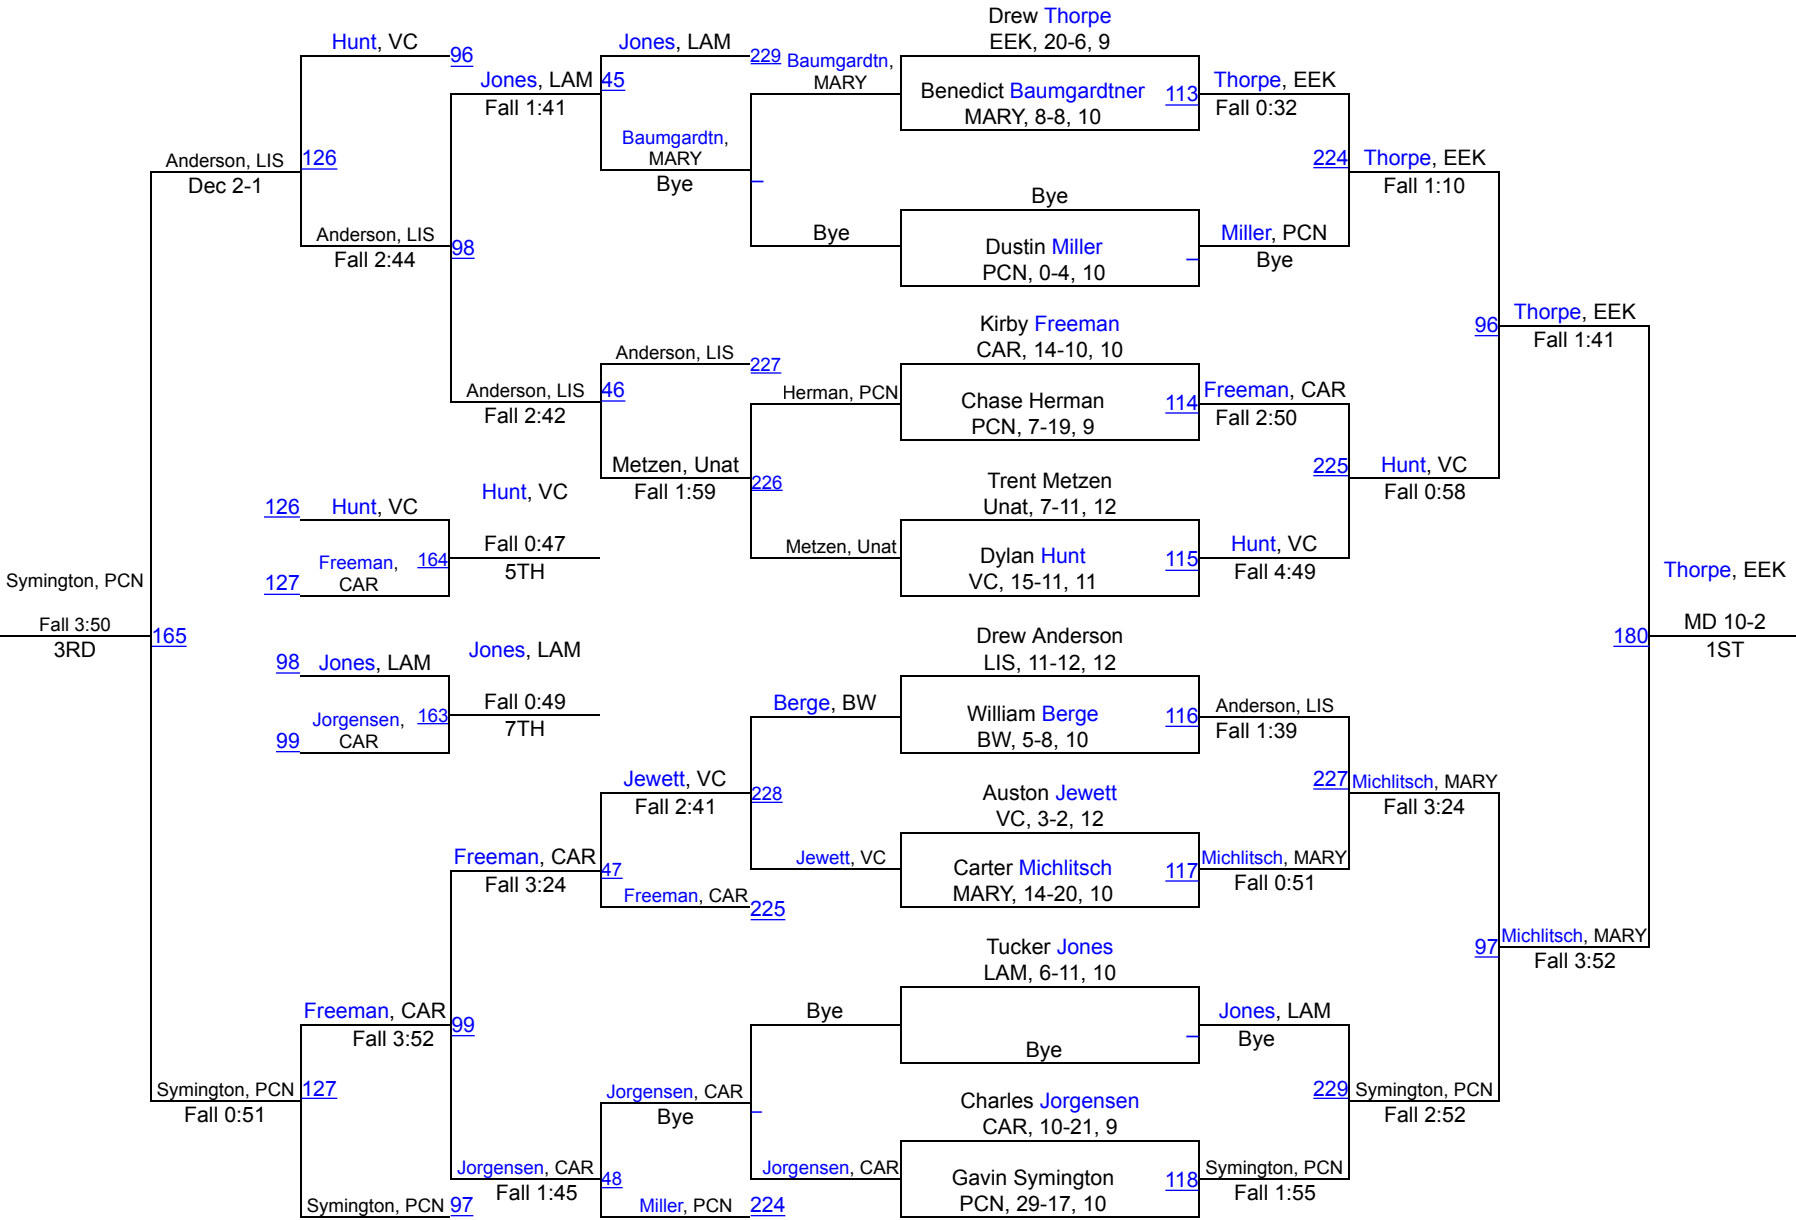 Drew Thorpe
EEK, 20-6, 9
Benedict Baumgardtner
MARY, 8-8, 10
113
Bye
Dustin Miller
PCN, 0-4, 10
Kirby Freeman
CAR, 14-10, 10
Chase Herman
PCN, 7-19, 9
114
Trent Metzen
Unat, 7-11, 12
Dylan Hunt
VC, 15-11, 11
115
Drew Anderson
LIS, 11-12, 12
William Berge
BW, 5-8, 10
116
Auston Jewett
VC, 3-2, 12
Carter Michlitsch
MARY, 14-20, 10
117
Tucker Jones
LAM, 6-11, 10
Bye
Charles Jorgensen
CAR, 10-21, 9
Gavin Symington
PCN, 29-17, 10
118
Thorpe, EEK
Fall 0:32
224
Miller, PCN
Bye
Freeman, CAR
Fall 2:50
225
Hunt, VC
Fall 4:49
Anderson, LIS
Fall 1:39
227
Michlitsch, MARY
Fall 0:51
Jones, LAM
Bye
229
Symington, PCN
Fall 1:55
Thorpe, EEK
Fall 1:10
96
Hunt, VC
Fall 0:58
Michlitsch, MARY
Fall 3:24
97
Symington, PCN
Fall 2:52
Thorpe, EEK
Fall 1:41
180
Michlitsch, MARY
Fall 3:52
Thorpe, EEK
MD 10-2
1ST
Baumgardtn,
MARY
Bye
Herman, PCN
226
Metzen, Unat
Berge, BW
228
Jewett, VC
Bye
Jorgensen, CAR
Jones, LAM
229
45
Baumgardtn,
MARY
Bye
Anderson, LIS
227
46
Metzen, Unat
Fall 1:59
Jewett, VC
Fall 2:41
47
Freeman, CAR
225
Jorgensen, CAR
Bye
48
Miller, PCN
224
Jones, LAM
Fall 1:41
98
Anderson, LIS
Fall 2:42
Freeman, CAR
Fall 3:24
99
Jorgensen, CAR
Fall 1:45
Hunt, VC
96
126
Anderson, LIS
Fall 2:44
126
Hunt, VC
Hunt, VC
Freeman,
CAR
164
127
Fall 0:47
5TH
98
Jones, LAM
Jones, LAM
Jorgensen,
CAR
163
99
Fall 0:49
7TH
Freeman, CAR
Fall 3:52
127
Symington, PCN
97
Anderson, LIS
Dec 2-1
165
Symington, PCN
Fall 0:51
Symington, PCN
Fall 3:50
3RD